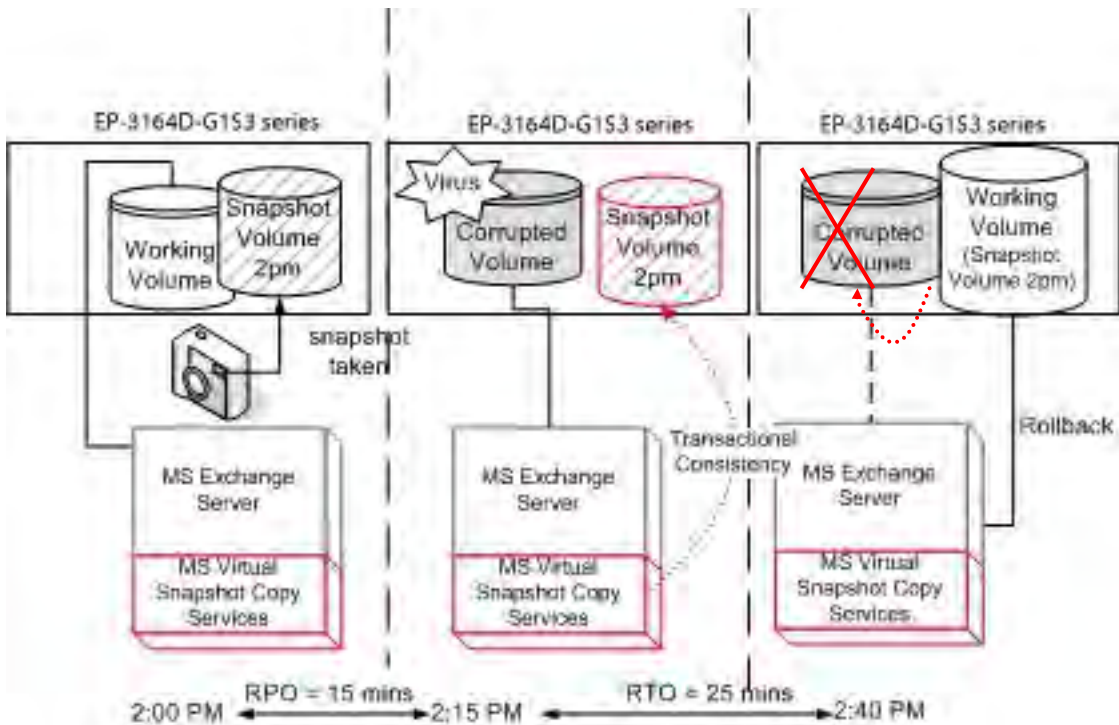 EP-3164D-G1S3 series
Working
Volume
Snapshot
Volume
2pm
snapshot
taken
MS Exchange
Server
MS Virtual
Snapshot Copy
Services
EP-3164D-G1S3 series
Virus
Corrupted
Volume
Snapshot
Volume
2pm
Transactional
Consistency
MS Exchange
Server
MS Virtual
Snapshot Copy
Services
EP-3164D-G1S3 series
Corrupted
Volume
Working
Volume
(Snapshot
Volume 2pm)
Rollback
MS Exchange
Server
MS Virtual
Snapshot Copy
Services
RPO = 15 mins
RTO = 25 mins
2:00 PM
2:15 PM
2:40 PM